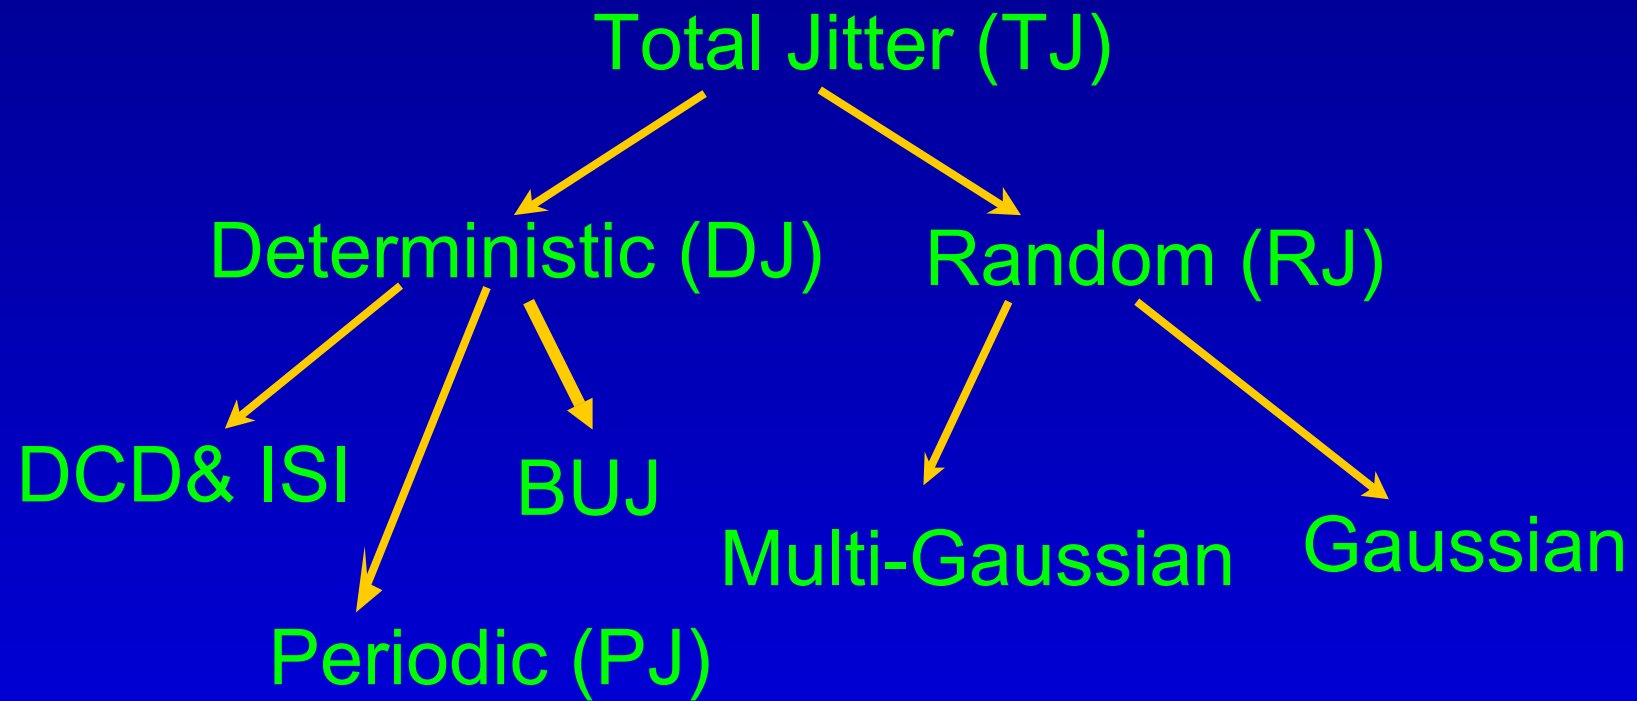 Total Jitter (TJ)
Deterministic (DJ)
Random (RJ)
DCD& ISI
BUJ
Multi-Gaussian
Gaussian
Periodic (PJ)